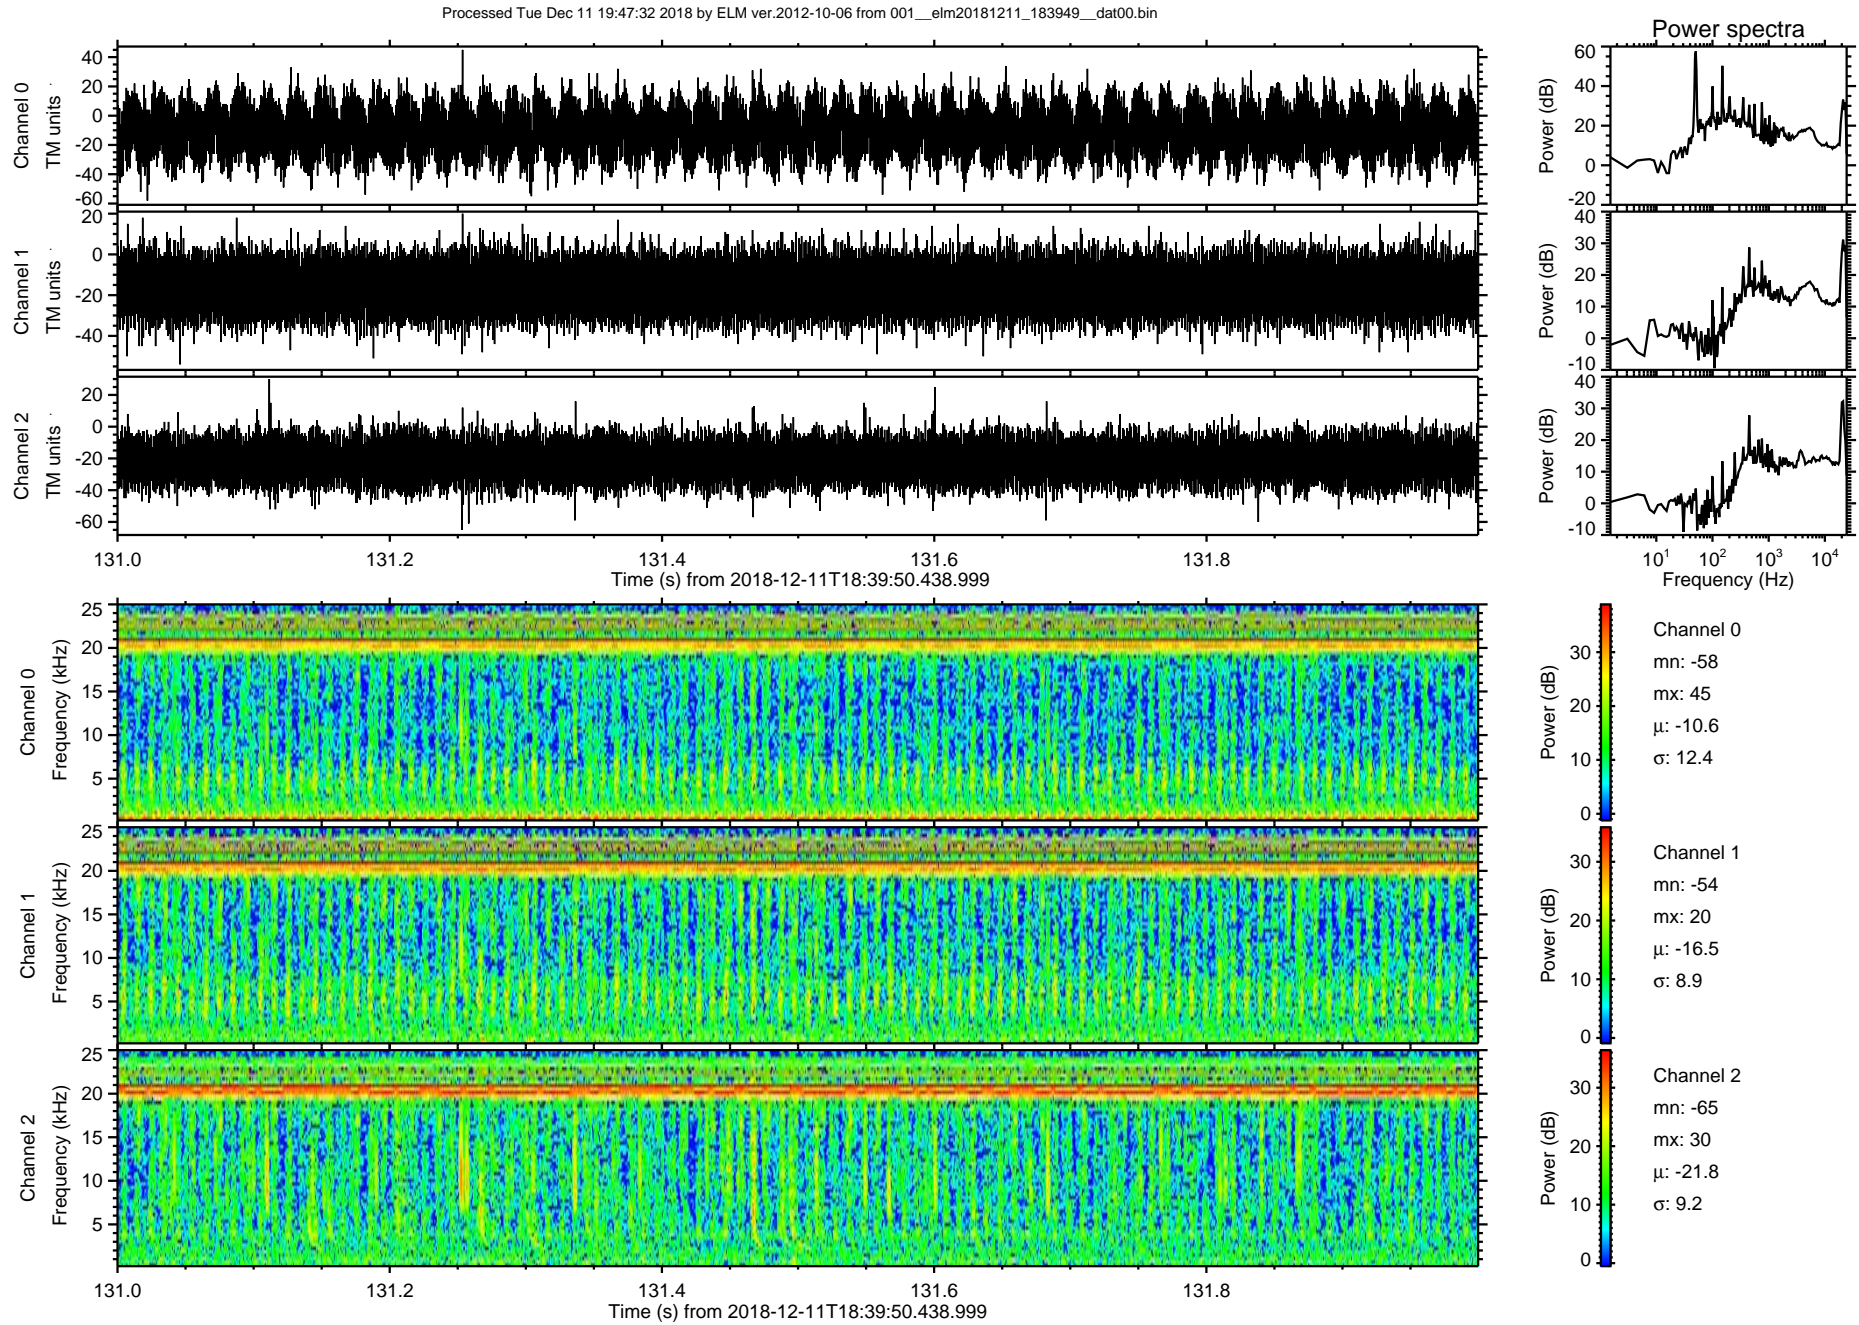 Processed Tue Dec 11 19:47:32 2018 by ELM ver.2012-10-06 from 001__elm20181211_183949__dat00.bin
Power spectra
Channel 0
TM units
40
20
0
-20
-40
-60
Power (dB)
60
40
20
0
-20
Channel 1
TM units
20
0
-20
-40
Power (dB)
40
30
20
10
0
-10
Channel 2
TM units
20
0
-20
-40
-60
Power (dB)
40
30
20
10
0
-10
131.0 131.2 131.4 131.6 131.8
Time (s) from 2018-12-11T18:39:50.438.999
10^1 10^2 10^3 10^4
Frequency (Hz)
Channel 0
Frequency (kHz)
25
20
15
10
5
Power (dB)
30
20
10
0
Channel 0
mn: -58
mx: 45
µ: -10.6
σ: 12.4
Channel 1
Frequency (kHz)
25
20
15
10
5
Power (dB)
30
20
10
0
Channel 1
mn: -54
mx: 20
µ: -16.5
σ: 8.9
Channel 2
Frequency (kHz)
25
20
15
10
5
Power (dB)
30
20
10
0
Channel 2
mn: -65
mx: 30
µ: -21.8
σ: 9.2
131.0 131.2 131.4 131.6 131.8
Time (s) from 2018-12-11T18:39:50.438.999